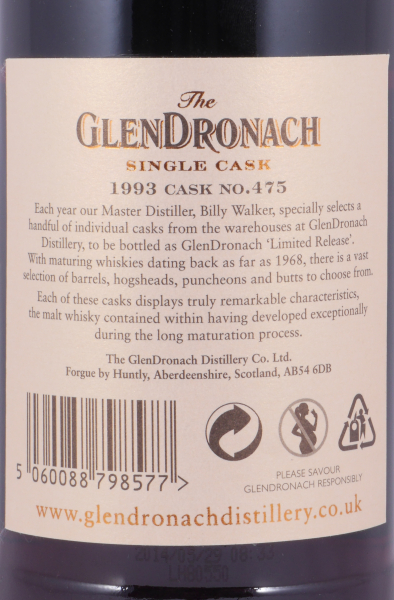 The
GLENDRONACH
SINGLE CASK
1993 CASK NO.475
Each year our Master Distiller, Billy Walker, specially selects a
handful of individual casks from the warehouses at GlenDronach
Distillery, to be bottled as GlenDronach ‘Limited Release’.
With maturing whiskies dating back as far as 1968, there is a vast
selection of barrels, hogsheads, puncheons and butts to choose from.
Each of these casks displays truly remarkable characteristics,
the malt whisky contained within having developed exceptionally
during the long maturation process.
The GlenDronach Distillery Co. Ltd.
Forgue by Huntly, Aberdeenshire, Scotland, AB54 6DB
5 060088 798577 >
PLEASE SAVOUR
GLENDRONACH RESPONSIBLY
www.glendronachdistillery.co.uk